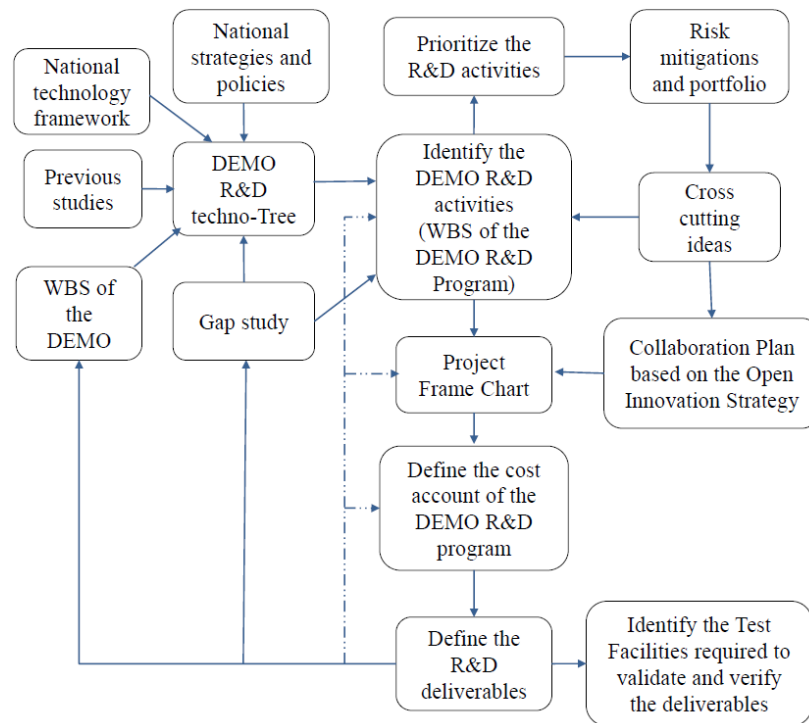 National
strategies and
policies
Prioritize the
R&D activities
Risk
mitigations
and portfolio
National
technology
framework
DEMO
R&D
techno-Tree
Identify the
DEMO R&D
activities
(WBS of the
DEMO R&D
Program)
Previous
studies
Cross
cutting
ideas
WBS of
the
DEMO
Gap study
Project
Frame Chart
Collaboration Plan
based on the Open
Innovation Strategy
Define the cost
account of the
DEMO R&D
program
Define the
R&D
deliverables
Identify the Test
Facilities required to
validate and verify
the deliverables